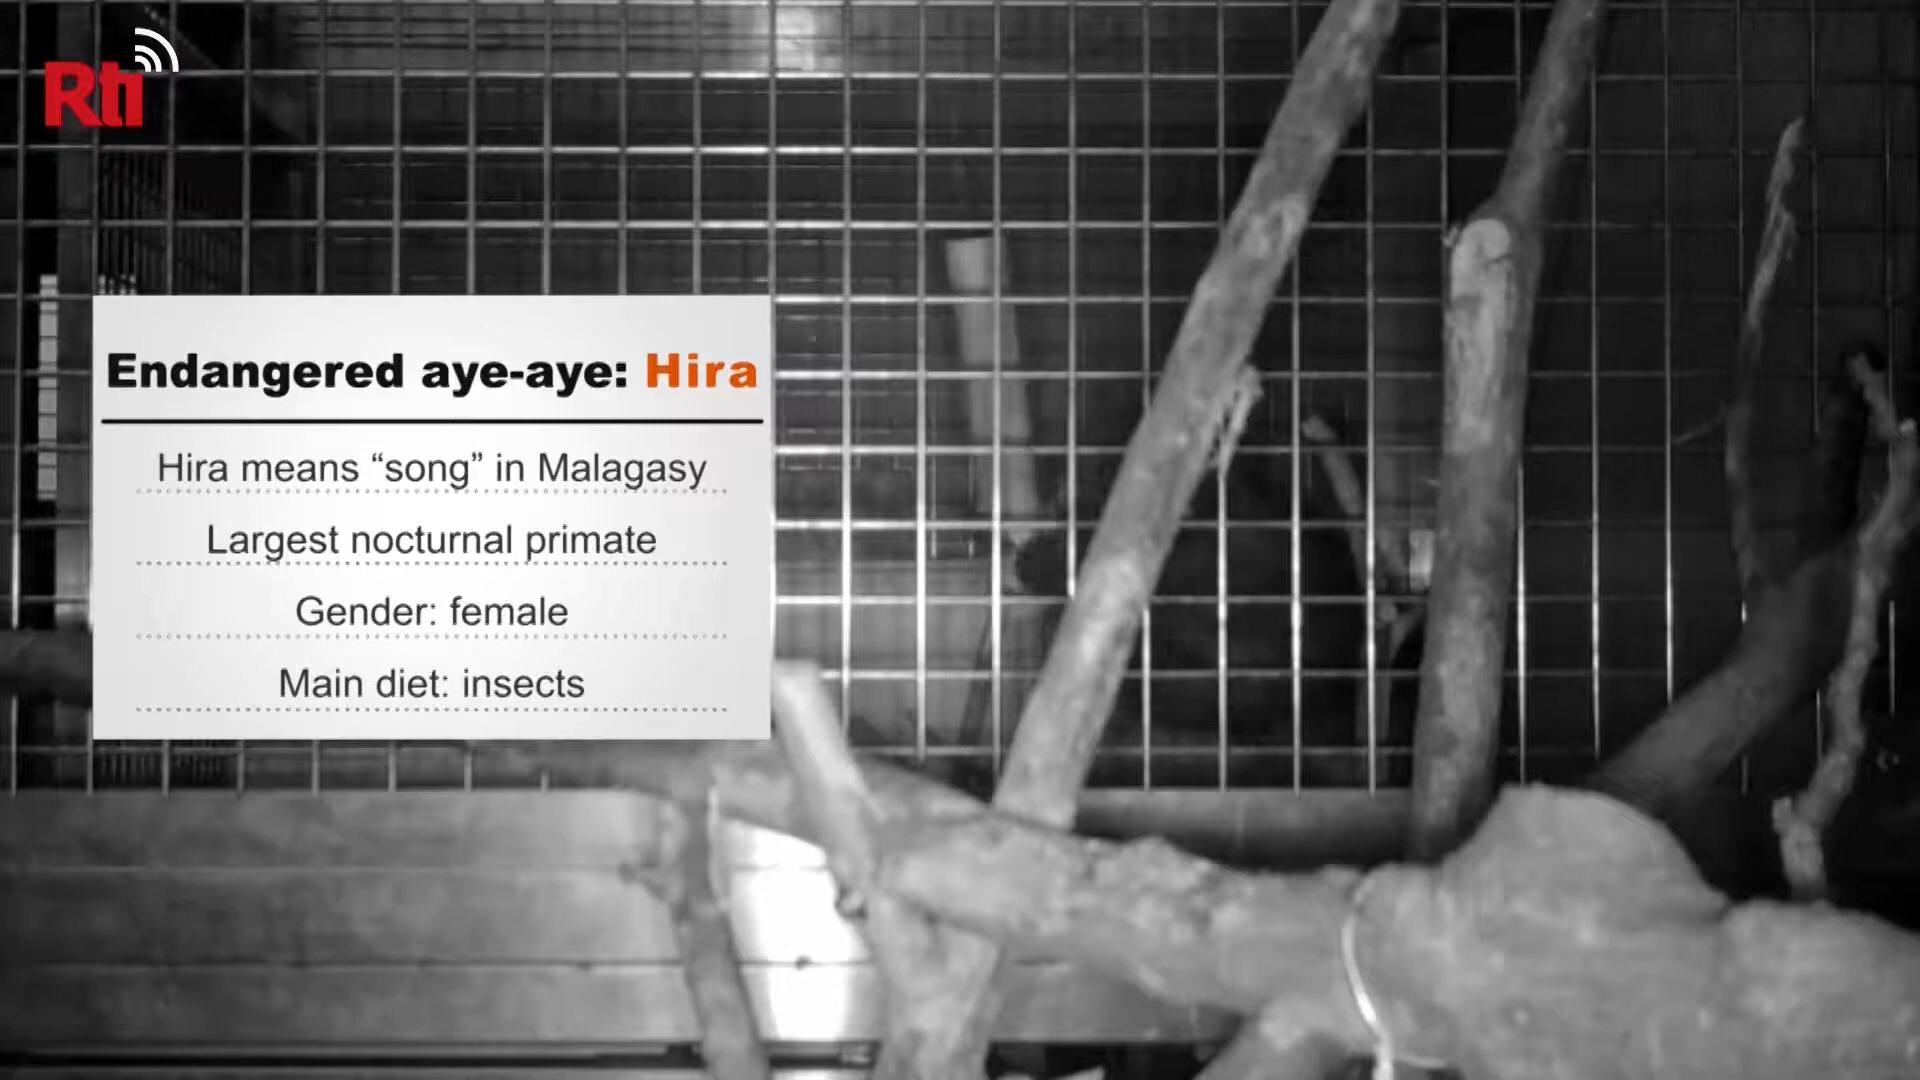 Rti
Endangered aye-aye: Hira
Hira means “song” in Malagasy
Largest nocturnal primate
Gender: female
Main diet: insects